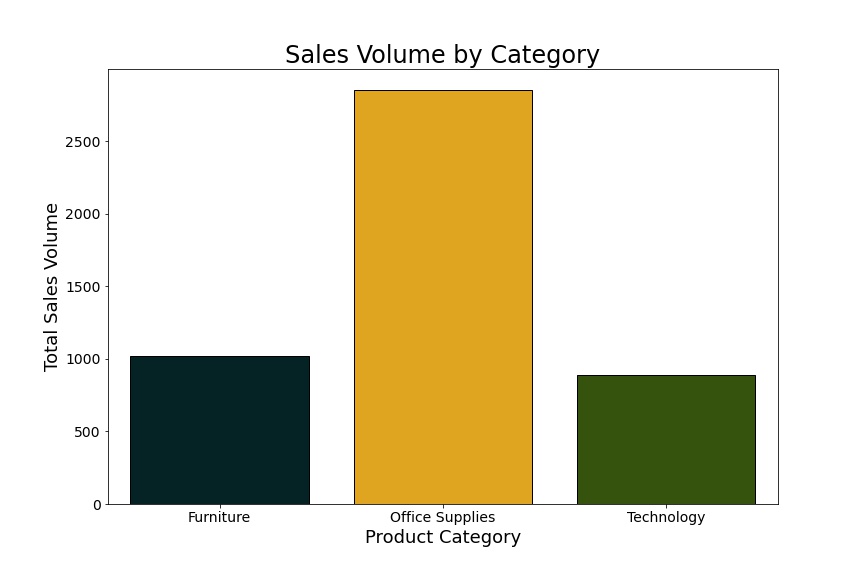 Sales Volume by Category
Total Sales Volume
2500
2000
1500
1000
500
0
Furniture
Office Supplies
Technology
Product Category